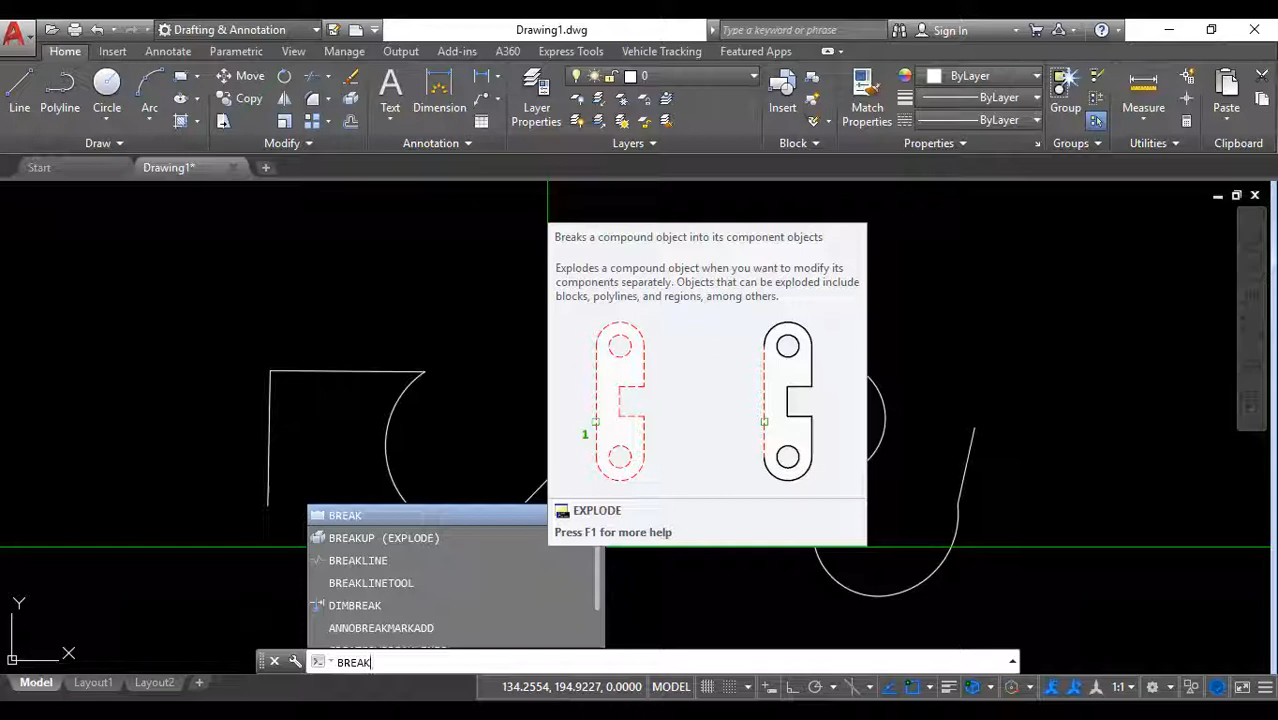 Drafting & Annotation
Drawing1.dwg
Type a keyword or phrase
Sign In
Home Insert Annotate Parametric View Manage Output Add-ins A360 Express Tools Vehicle Tracking Featured Apps
Line Polyline Circle Arc
Move
Copy
Text Dimension
Layer Properties
0
Insert
Match Properties
ByLayer
ByLayer
ByLayer
Group
Measure
Paste
Draw Modify Annotation Layers Block Properties Groups Utilities Clipboard
Start Drawing1*
Breaks a compound object into its component objects
Explodes a compound object when you want to modify its
components separately. Objects that can be exploded include
blocks, polylines, and regions, among others.
1
EXPLODE
Press F1 for more help
BREAK
BREAKUP (EXPLODE)
BREAKLINE
BREAKLINETOOL
DIMBREAK
ANNOBREAKMARKADD
Y
X
BREAK
Model Layout1 Layout2
134.2554, 194.9227, 0.0000 MODEL
1:1